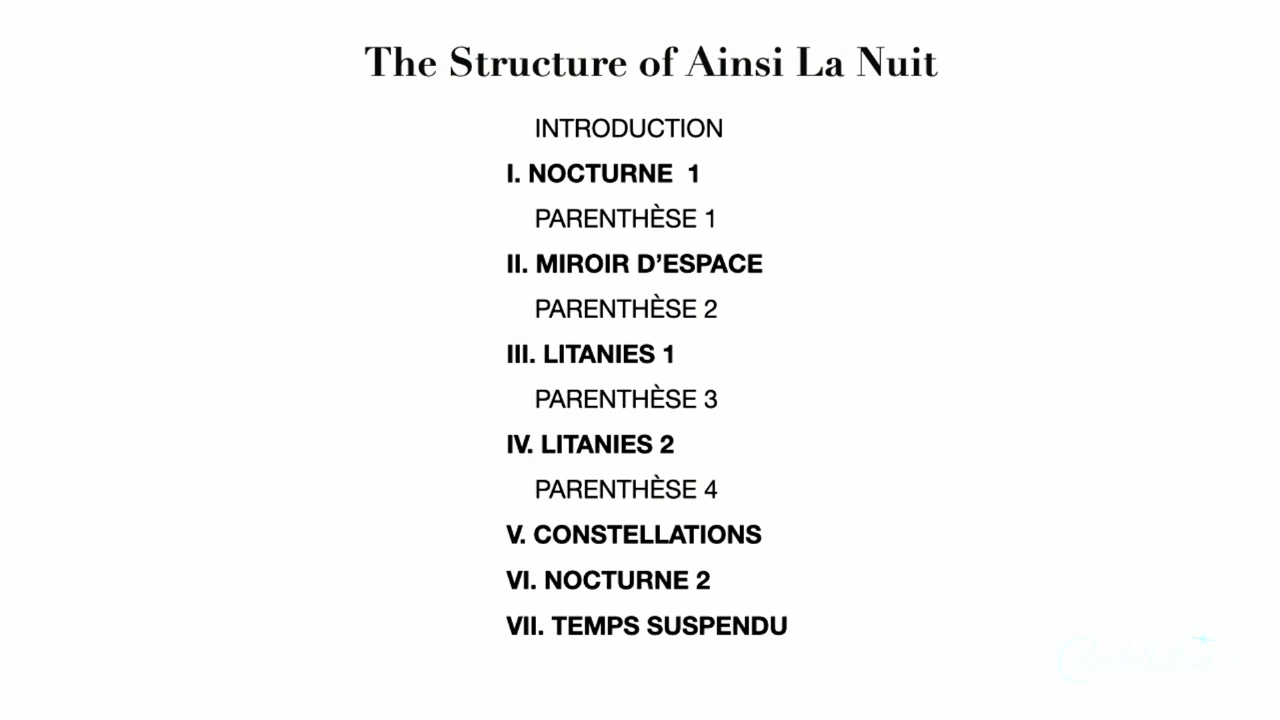 The Structure of Ainsi La Nuit
INTRODUCTION
I. NOCTURNE 1
PARENTHÈSE 1
II. MIROIR D'ESPACE
PARENTHÈSE 2
III. LITANIES 1
PARENTHÈSE 3
IV. LITANIES 2
PARENTHÈSE 4
V. CONSTELLATIONS
VI. NOCTURNE 2
VII. TEMPS SUSPENDU